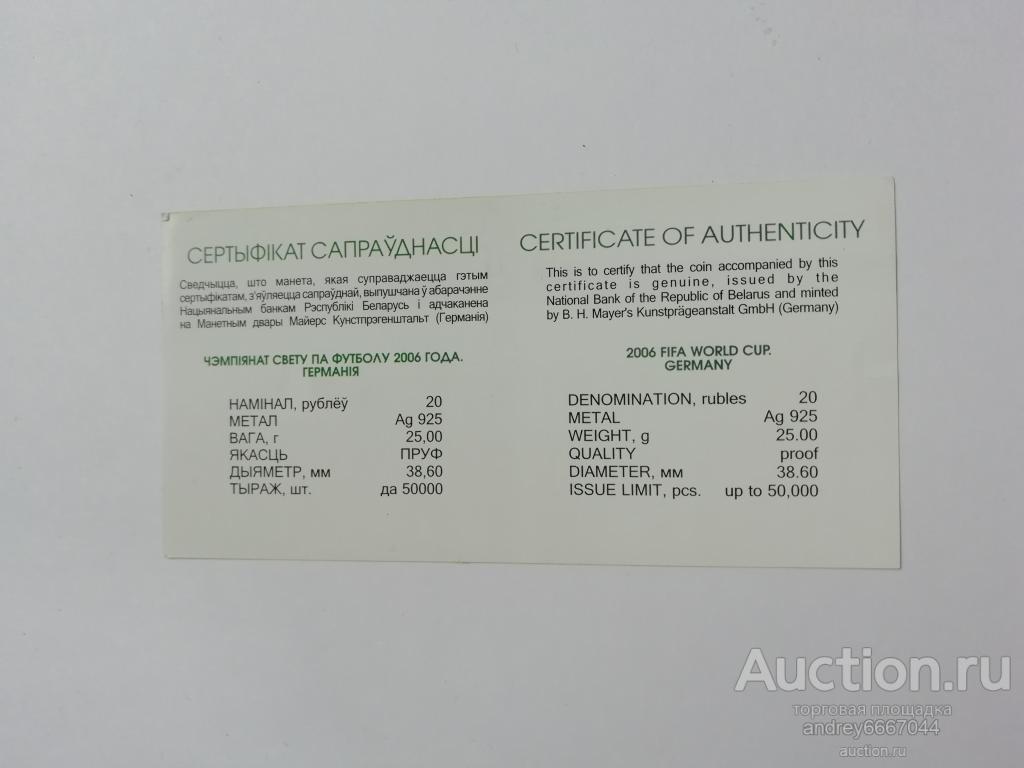 СЕРТЫФІКАТ САПРАЎДНАСЦІ
Сведчыцца, што манета, якая суправаджаецца гэтым
сертыфікатам, з'яўляецца сапраўднай, выпушчана ў абарачэнне
Нацыянальным банкам Рэспублікі Беларусь і адчаканена
на Манетным двары Майерс Кунстпрэгенштальт (Германія)
ЧЭМПІЯНАТ СВЕТУ ПА ФУТБОЛУ 2006 ГОДА.
ГЕРМАНІЯ
НАМІНАЛ, рублёў 20
МЕТАЛ Ag 925
ВАГА, г 25,00
ЯКАСЦЬ ПРУФ
ДЫЯМЕТР, мм 38,60
ТЫРАЖ, шт. да 50000
CERTIFICATE OF AUTHENTICITY
This is to certify that the coin accompanied by this
certificate is genuine, issued by the
National Bank of the Republic of Belarus and minted
by B. H. Mayer's Kunstprägeanstalt GmbH (Germany)
2006 FIFA WORLD CUP.
GERMANY
DENOMINATION, rubles 20
METAL Ag 925
WEIGHT, g 25.00
QUALITY proof
DIAMETER, мм 38.60
ISSUE LIMIT, pcs. up to 50,000
Auction.ru
торговая площадка
andrey6667044
auction.ru